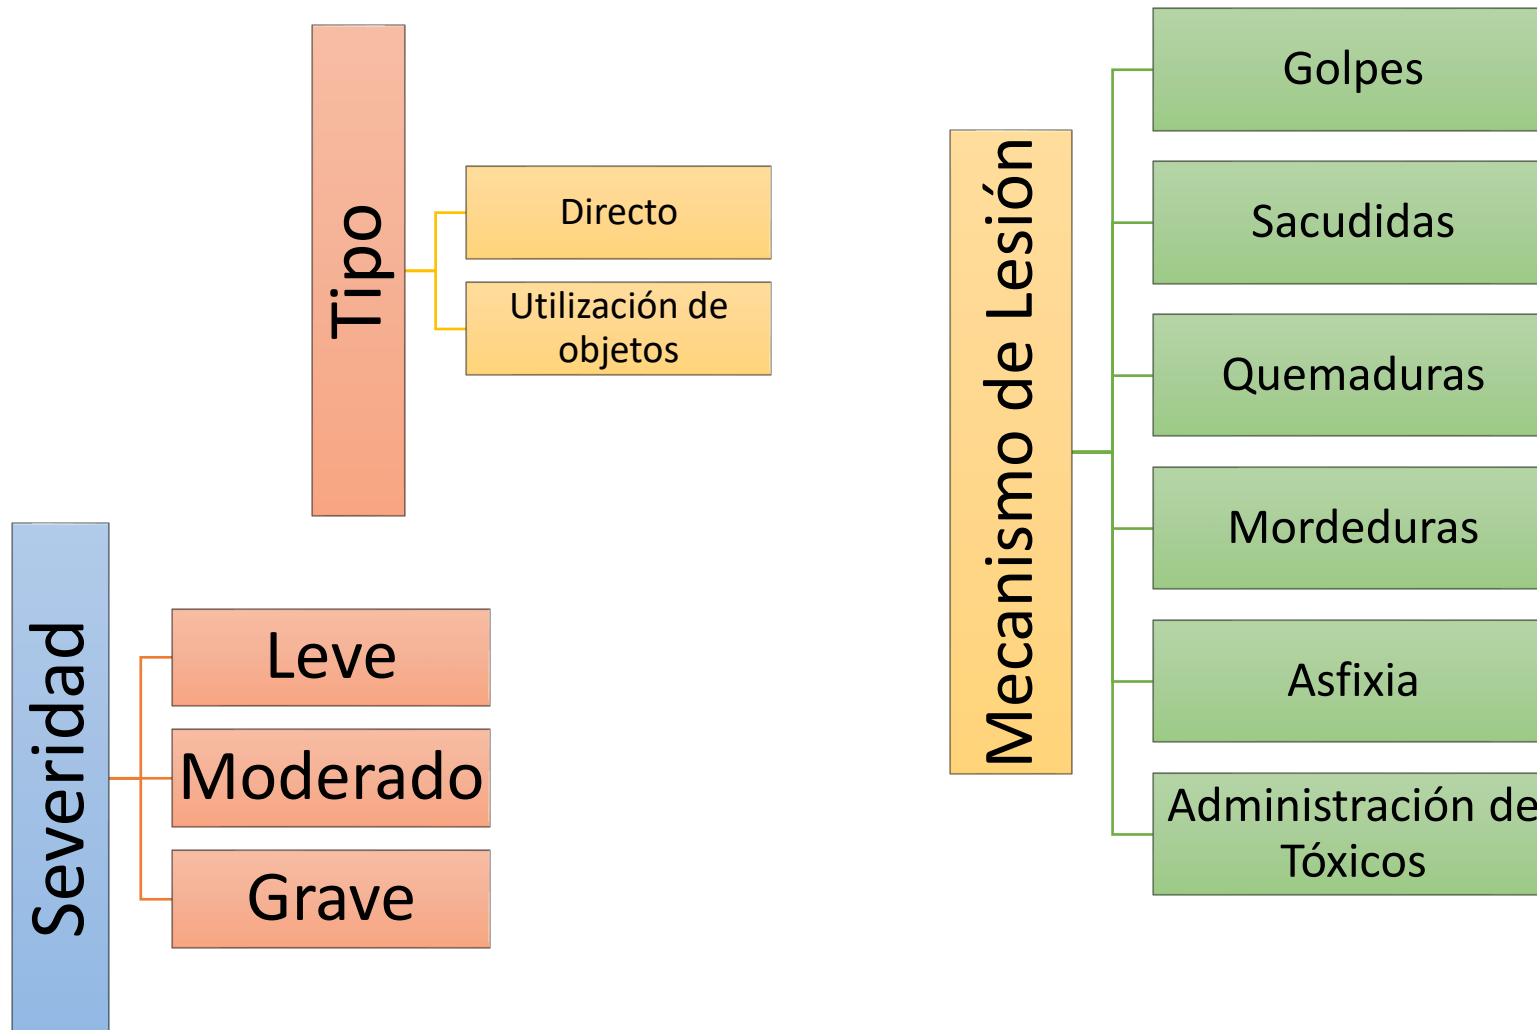 Tipo
Directo
Utilización de
objetos
Severidad
Leve
Moderado
Grave
Mecanismo de Lesión
Golpes
Sacudidas
Quemaduras
Mordeduras
Asfixia
Administración de
Tóxicos